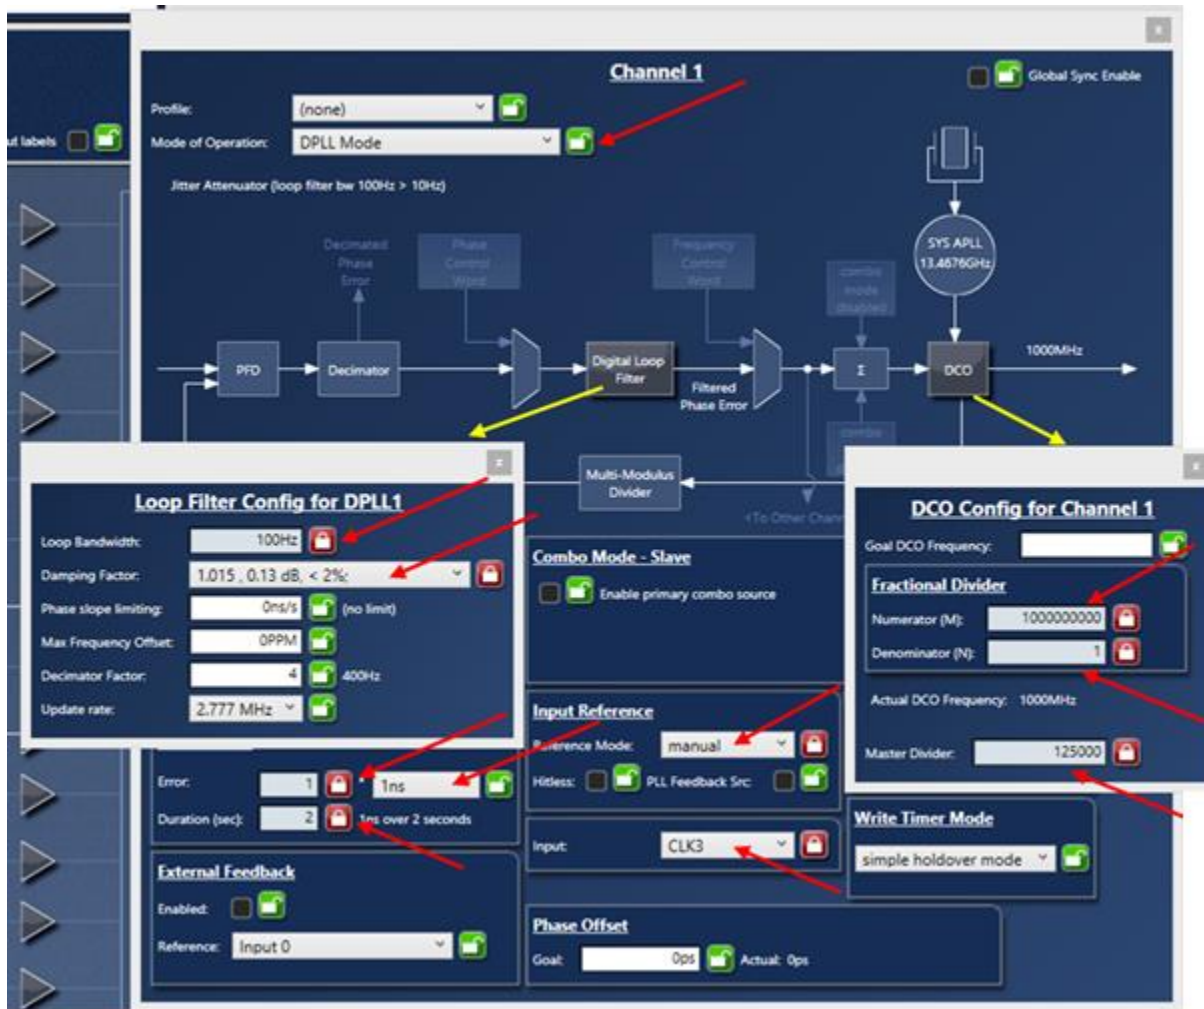 Channel 1
Global Sync Enable
Profile:
(none)
ut labels
Mode of Operation:
DPLL Mode
Jitter Attenuator (loop filter bw 100Hz > 10Hz)
Decimated
Phase
Error
Phase
Control
Word
Frequency
Control
Word
combo
mode
disabled
SYS APLL
13.4676GHz
PFD
Decimator
Digital Loop
Filter
Filtered
Phase Error
Σ
DCO
1000MHz
combo
Multi-Modulus
Divider
+To Other Chann
Loop Filter Config for DPLL1
Loop Bandwidth:
100Hz
Damping Factor:
1.015 , 0.13 dB, < 2%;
Phase slope limiting:
0ns/s
(no limit)
Max Frequency Offset:
0PPM
Decimator Factor:
4
400Hz
Update rate:
2.777 MHz
Combo Mode - Slave
Enable primary combo source
DCO Config for Channel 1
Goal DCO Frequency:
Fractional Divider
Numerator (M):
1000000000
Denominator (N):
1
Actual DCO Frequency: 1000MHz
Master Divider:
125000
Input Reference
Reference Mode:
manual
Hitless:
PLL Feedback Src:
Error:
1
*
1ns
Duration (sec):
2
1ns over 2 seconds
Input:
CLK3
Write Timer Mode
simple holdover mode
External Feedback
Enabled:
Reference:
Input 0
Phase Offset
Goal:
0ps
Actual: 0ps